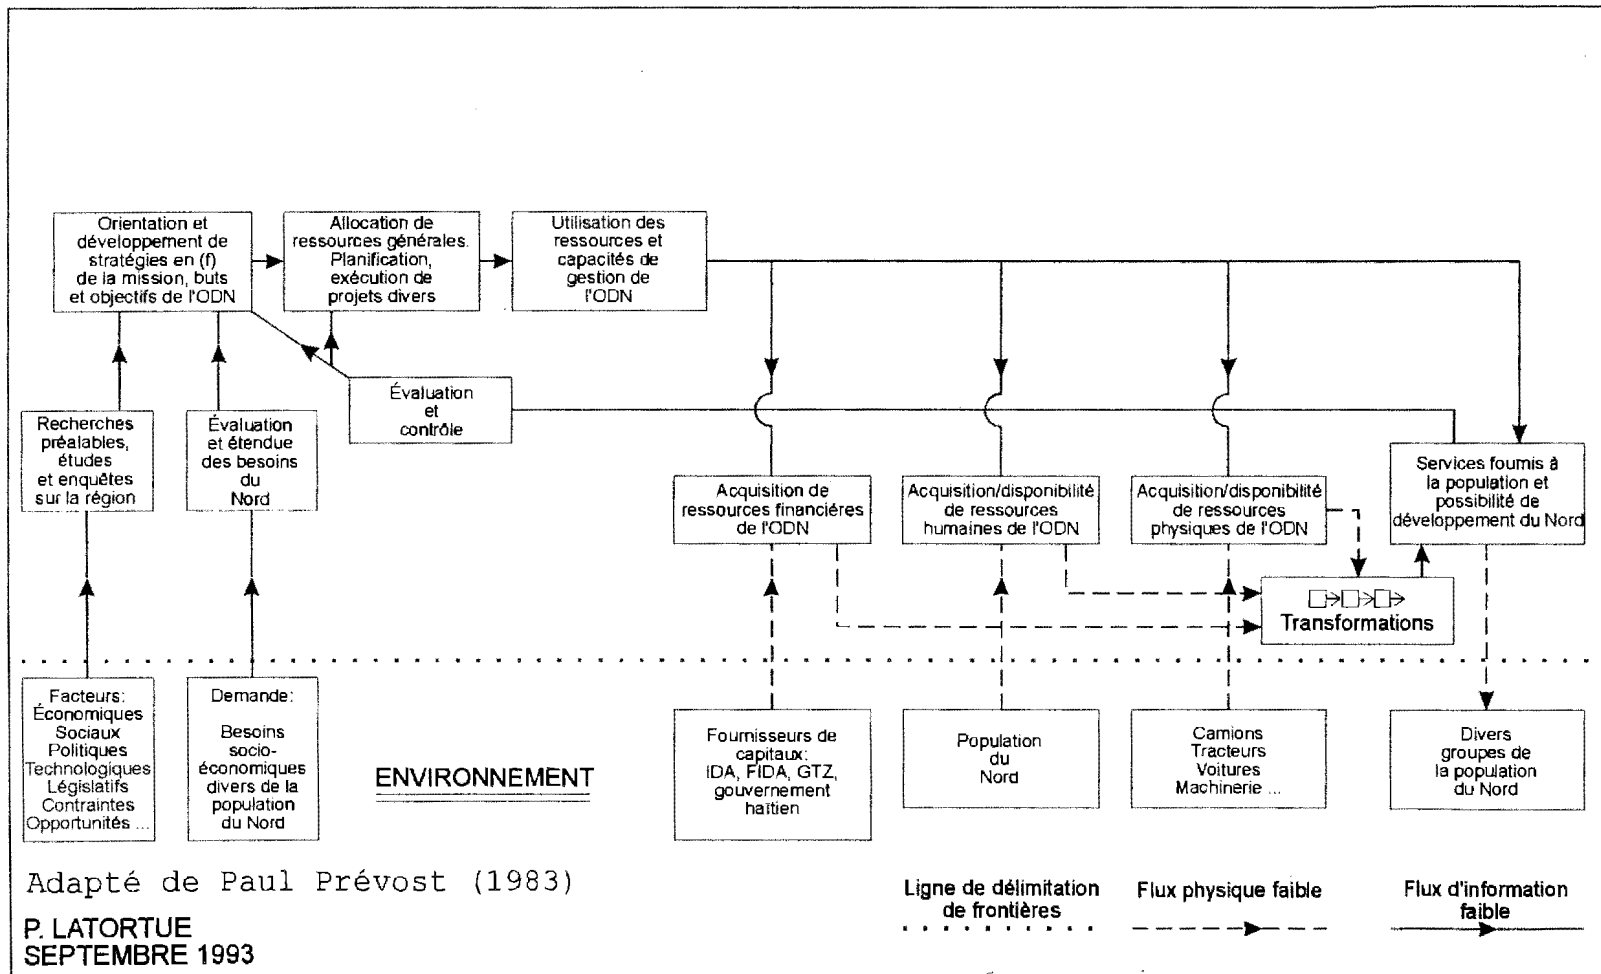 Orientation et
développement de
stratégies en (f)
de la mission, buts
et objectifs de l'ODN
Allocation de
ressources générales.
Planification,
exécution de
projets divers
Utilisation des
ressources et
capacités de
gestion de
l'ODN
Évaluation
et
contrôle
Recherches
préalables,
études
et enquêtes
sur la région
Évaluation
et étendue
des besoins
du
Nord
Acquisition de
ressources financiéres
de l'ODN
Acquisition/disponibilité
de ressources
humaines de l'ODN
Acquisition/disponibilité
de ressources
physiques de l'ODN
Services fournis à
la population et
possibilité de
développement du Nord
Transformations
Facteurs:
Économiques
Sociaux
Politiques
Technologiques
Législatifs
Contraintes
Opportunités ...
Demande:
Besoins
socio-
économiques
divers de la
population
du Nord
ENVIRONNEMENT
Fournisseurs de
capitaux:
IDA, FIDA, GTZ,
gouvernement
haïtien
Population
du
Nord
Camions
Tracteurs
Voitures
Machinerie ...
Divers
groupes de
la population
du Nord
Adapté de Paul Prévost (1983)
P. LATORTUE
SEPTEMBRE 1993
Ligne de délimitation
de frontières
Flux physique faible
Flux d'information
faible